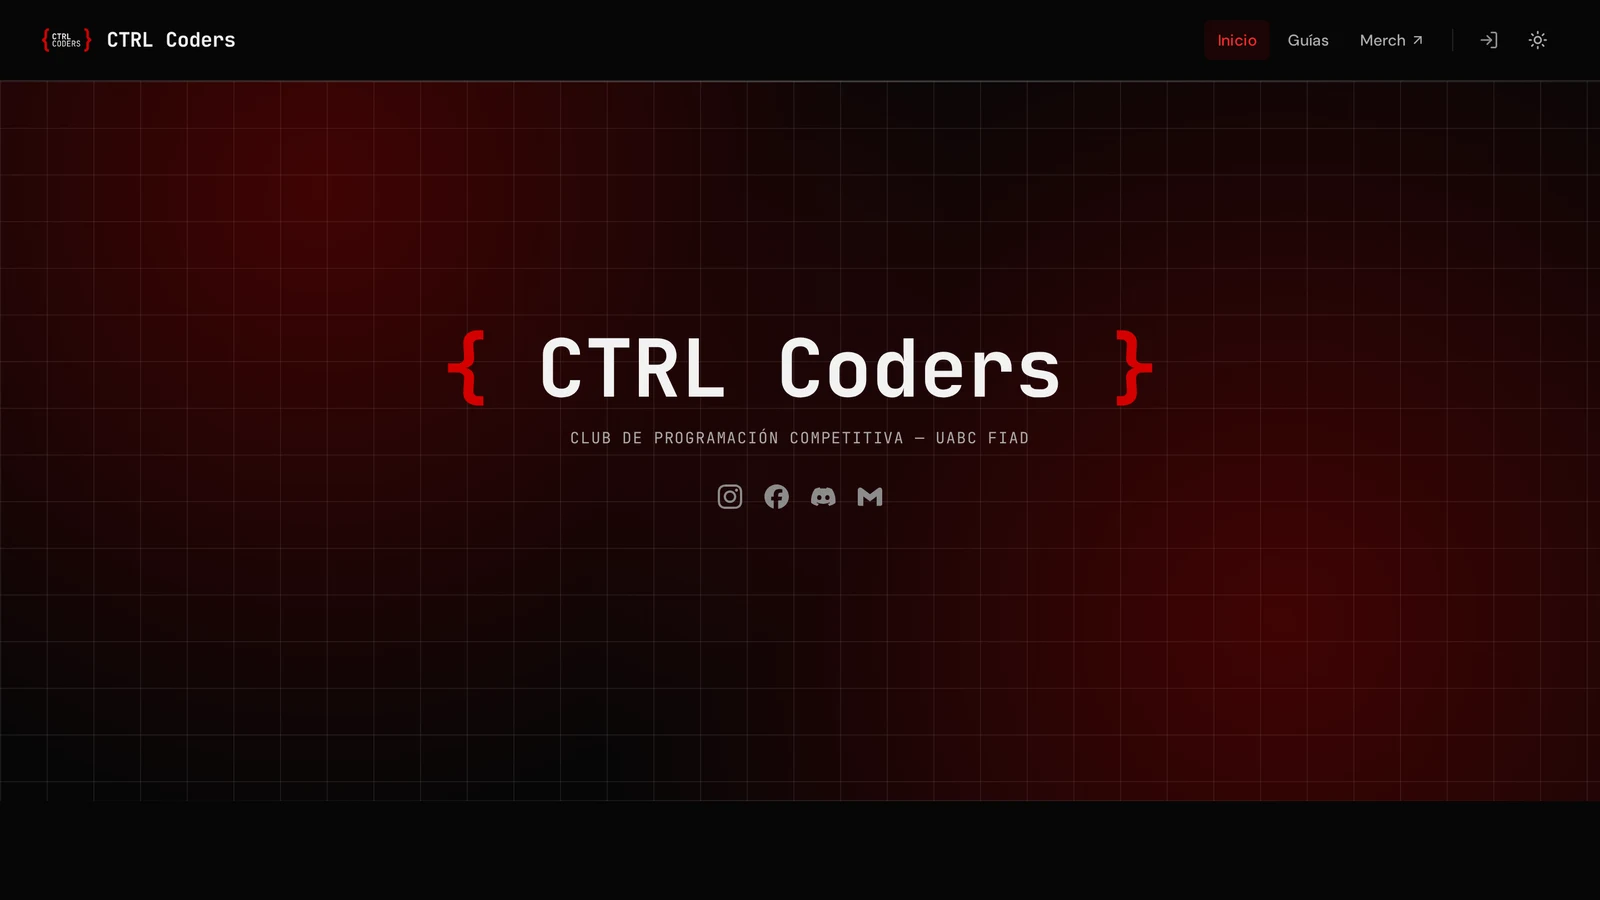 { CTRL
CODERS }
CTRL Coders
Inicio
Guías
Merch ↗
{ CTRL Coders }
CLUB DE PROGRAMACIÓN COMPETITIVA — UABC FIAD